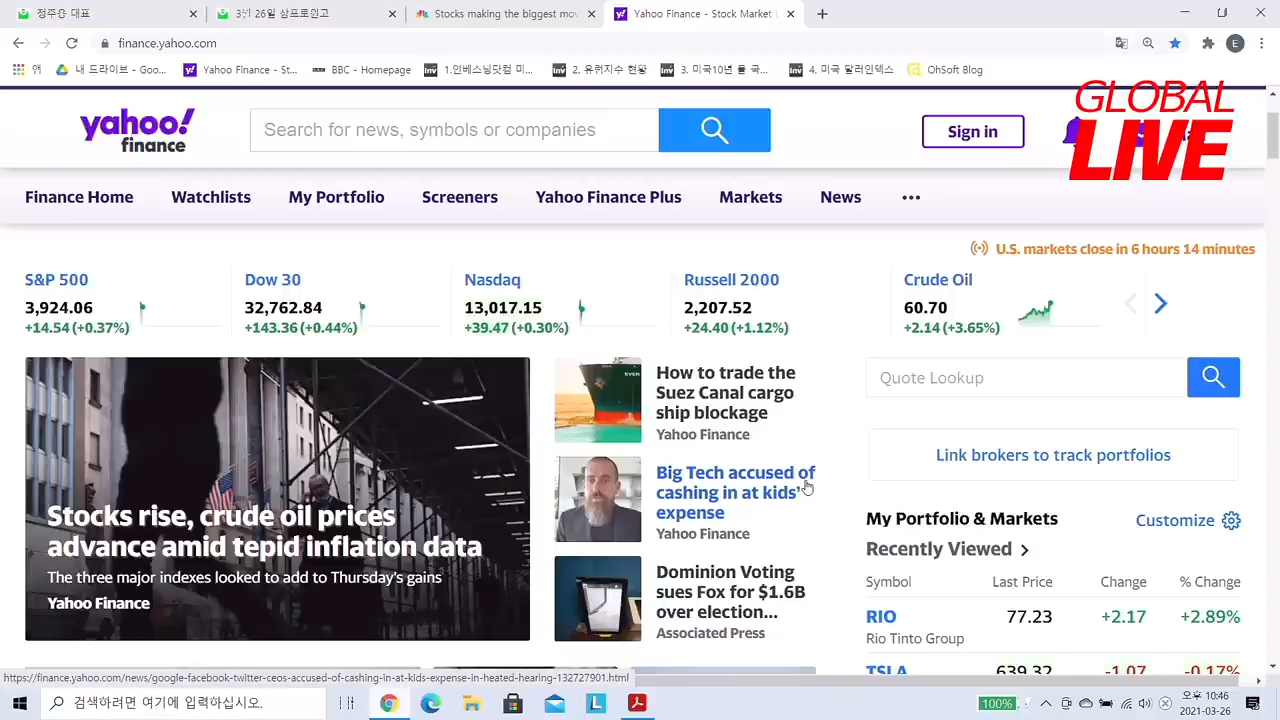 정주용 대표
3월 26일 삼프로원고
Stocks making the biggest mov
Yahoo Finance - Stock Market L
finance.yahoo.com
앱
내 드라이브 - Goo...
Yahoo Finance - St...
BBC - Homepage
1.인베스닝닷컴 미...
2. 유럽지수 현황
3. 미국10년 물 국...
4. 미국 달러인덱스
OhSoft Blog
GLOBAL
LIVE
yahoo!
finance
Search for news, symbols or companies
Sign in
Finance Home
Watchlists
My Portfolio
Screeners
Yahoo Finance Plus
Markets
News
U.S. markets close in 6 hours 14 minutes
S&P 500
3,924.06
+14.54 (+0.37%)
Dow 30
32,762.84
+143.36 (+0.44%)
Nasdaq
13,017.15
+39.47 (+0.30%)
Russell 2000
2,207.52
+24.40 (+1.12%)
Crude Oil
60.70
+2.14 (+3.65%)
Stocks rise, crude oil prices
advance amid tepid inflation data
The three major indexes looked to add to Thursday's gains
Yahoo Finance
How to trade the
Suez Canal cargo
ship blockage
Yahoo Finance
Big Tech accused of
cashing in at kids'
expense
Yahoo Finance
Dominion Voting
sues Fox for $1.6B
over election...
Associated Press
Quote Lookup
Link brokers to track portfolios
My Portfolio & Markets
Customize
Recently Viewed
Symbol Last Price Change % Change
RIO 77.23 +2.17 +2.89%
Rio Tinto Group
TSLA 639.32 -1.07 -0.17%
https://finance.yahoo.com/news/google-facebook-twitter-ceos-accused-of-cashing-in-at-kids-expense-in-heated-hearing-132727901.html
검색하려면 여기에 입력하십시오.
100%
오후 10:46
2021-03-26